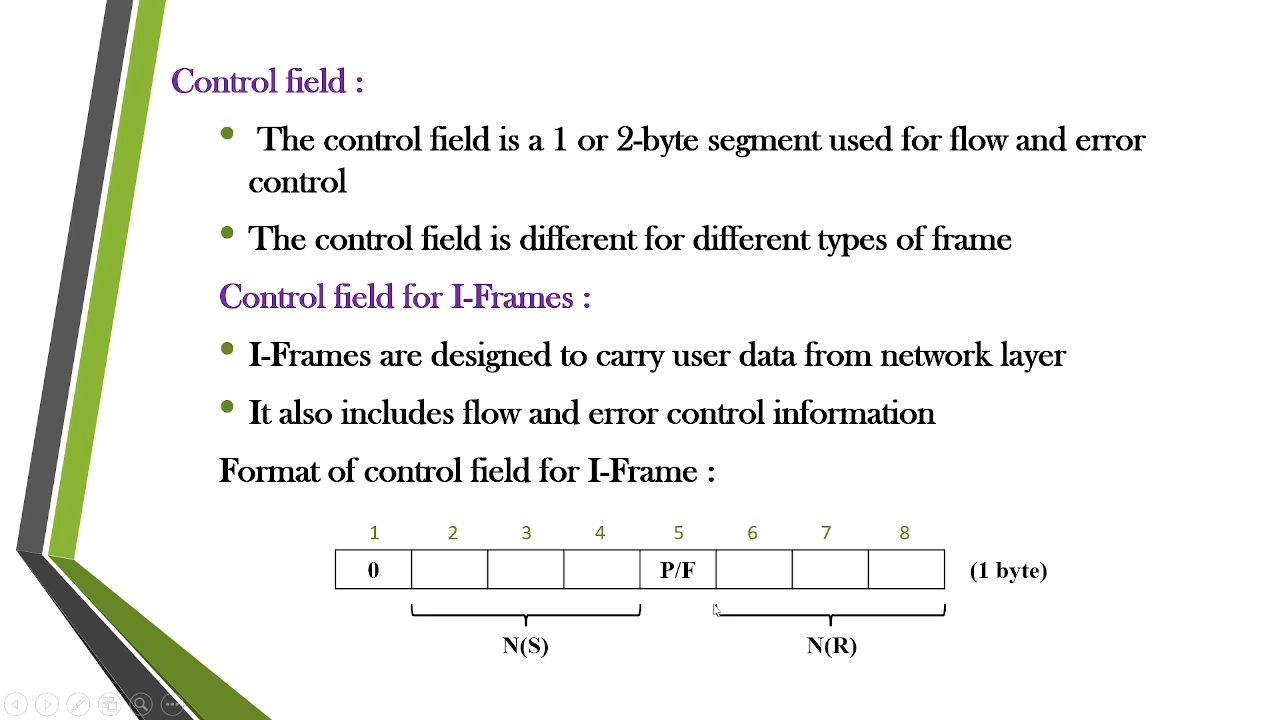 Control field :
• The control field is a 1 or 2-byte segment used for flow and error
control
• The control field is different for different types of frame
Control field for I-Frames :
• I-Frames are designed to carry user data from network layer
• It also includes flow and error control information
Format of control field for I-Frame :
1 2 3 4 5 6 7 8
0 P/F (1 byte)
N(S) N(R)